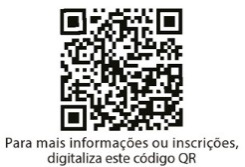 Para mais informações ou inscrições,
digitaliza este código QR